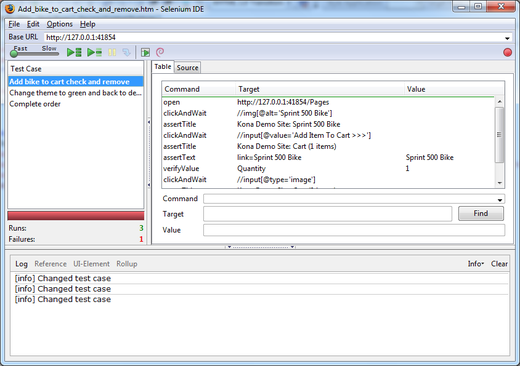 Add_bike_to_cart_check_and_remove.htm - Selenium IDE
File Edit Options Help
Base URL http://127.0.0.1:41854
Fast Slow
Test Case
Add bike to cart check and remove
Change theme to green and back to de...
Complete order
Runs: 3
Failures: 1
Table Source
Command Target Value
open http://127.0.0.1:41854/Pages
clickAndWait //img[@alt='Sprint 500 Bike']
assertTitle Kona Demo Site: Sprint 500 Bike
clickAndWait //input[@value='Add Item To Cart >>>']
assertTitle Kona Demo Site: Cart (1 items)
assertText link=Sprint 500 Bike Sprint 500 Bike
verifyValue Quantity 1
clickAndWait //input[@type='image']
Command
Target Find
Value
Log Reference UI-Element Rollup Info Clear
[info] Changed test case
[info] Changed test case
[info] Changed test case